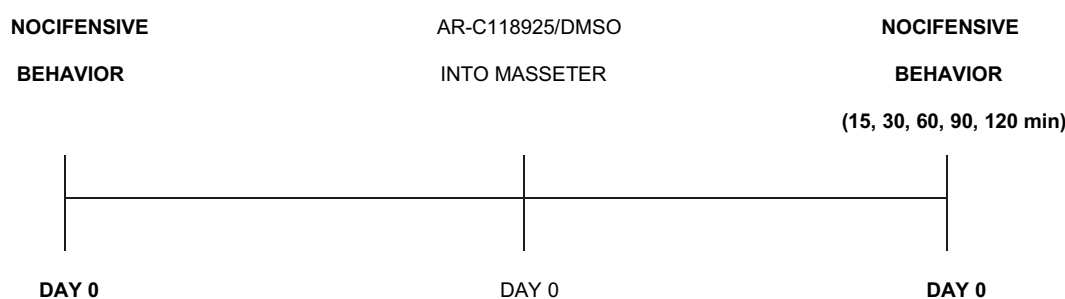 NOCIFENSIVE
BEHAVIOR
AR-C118925/DMSO
INTO MASSETER
NOCIFENSIVE
BEHAVIOR
(15, 30, 60, 90, 120 min)
DAY 0
DAY 0
DAY 0